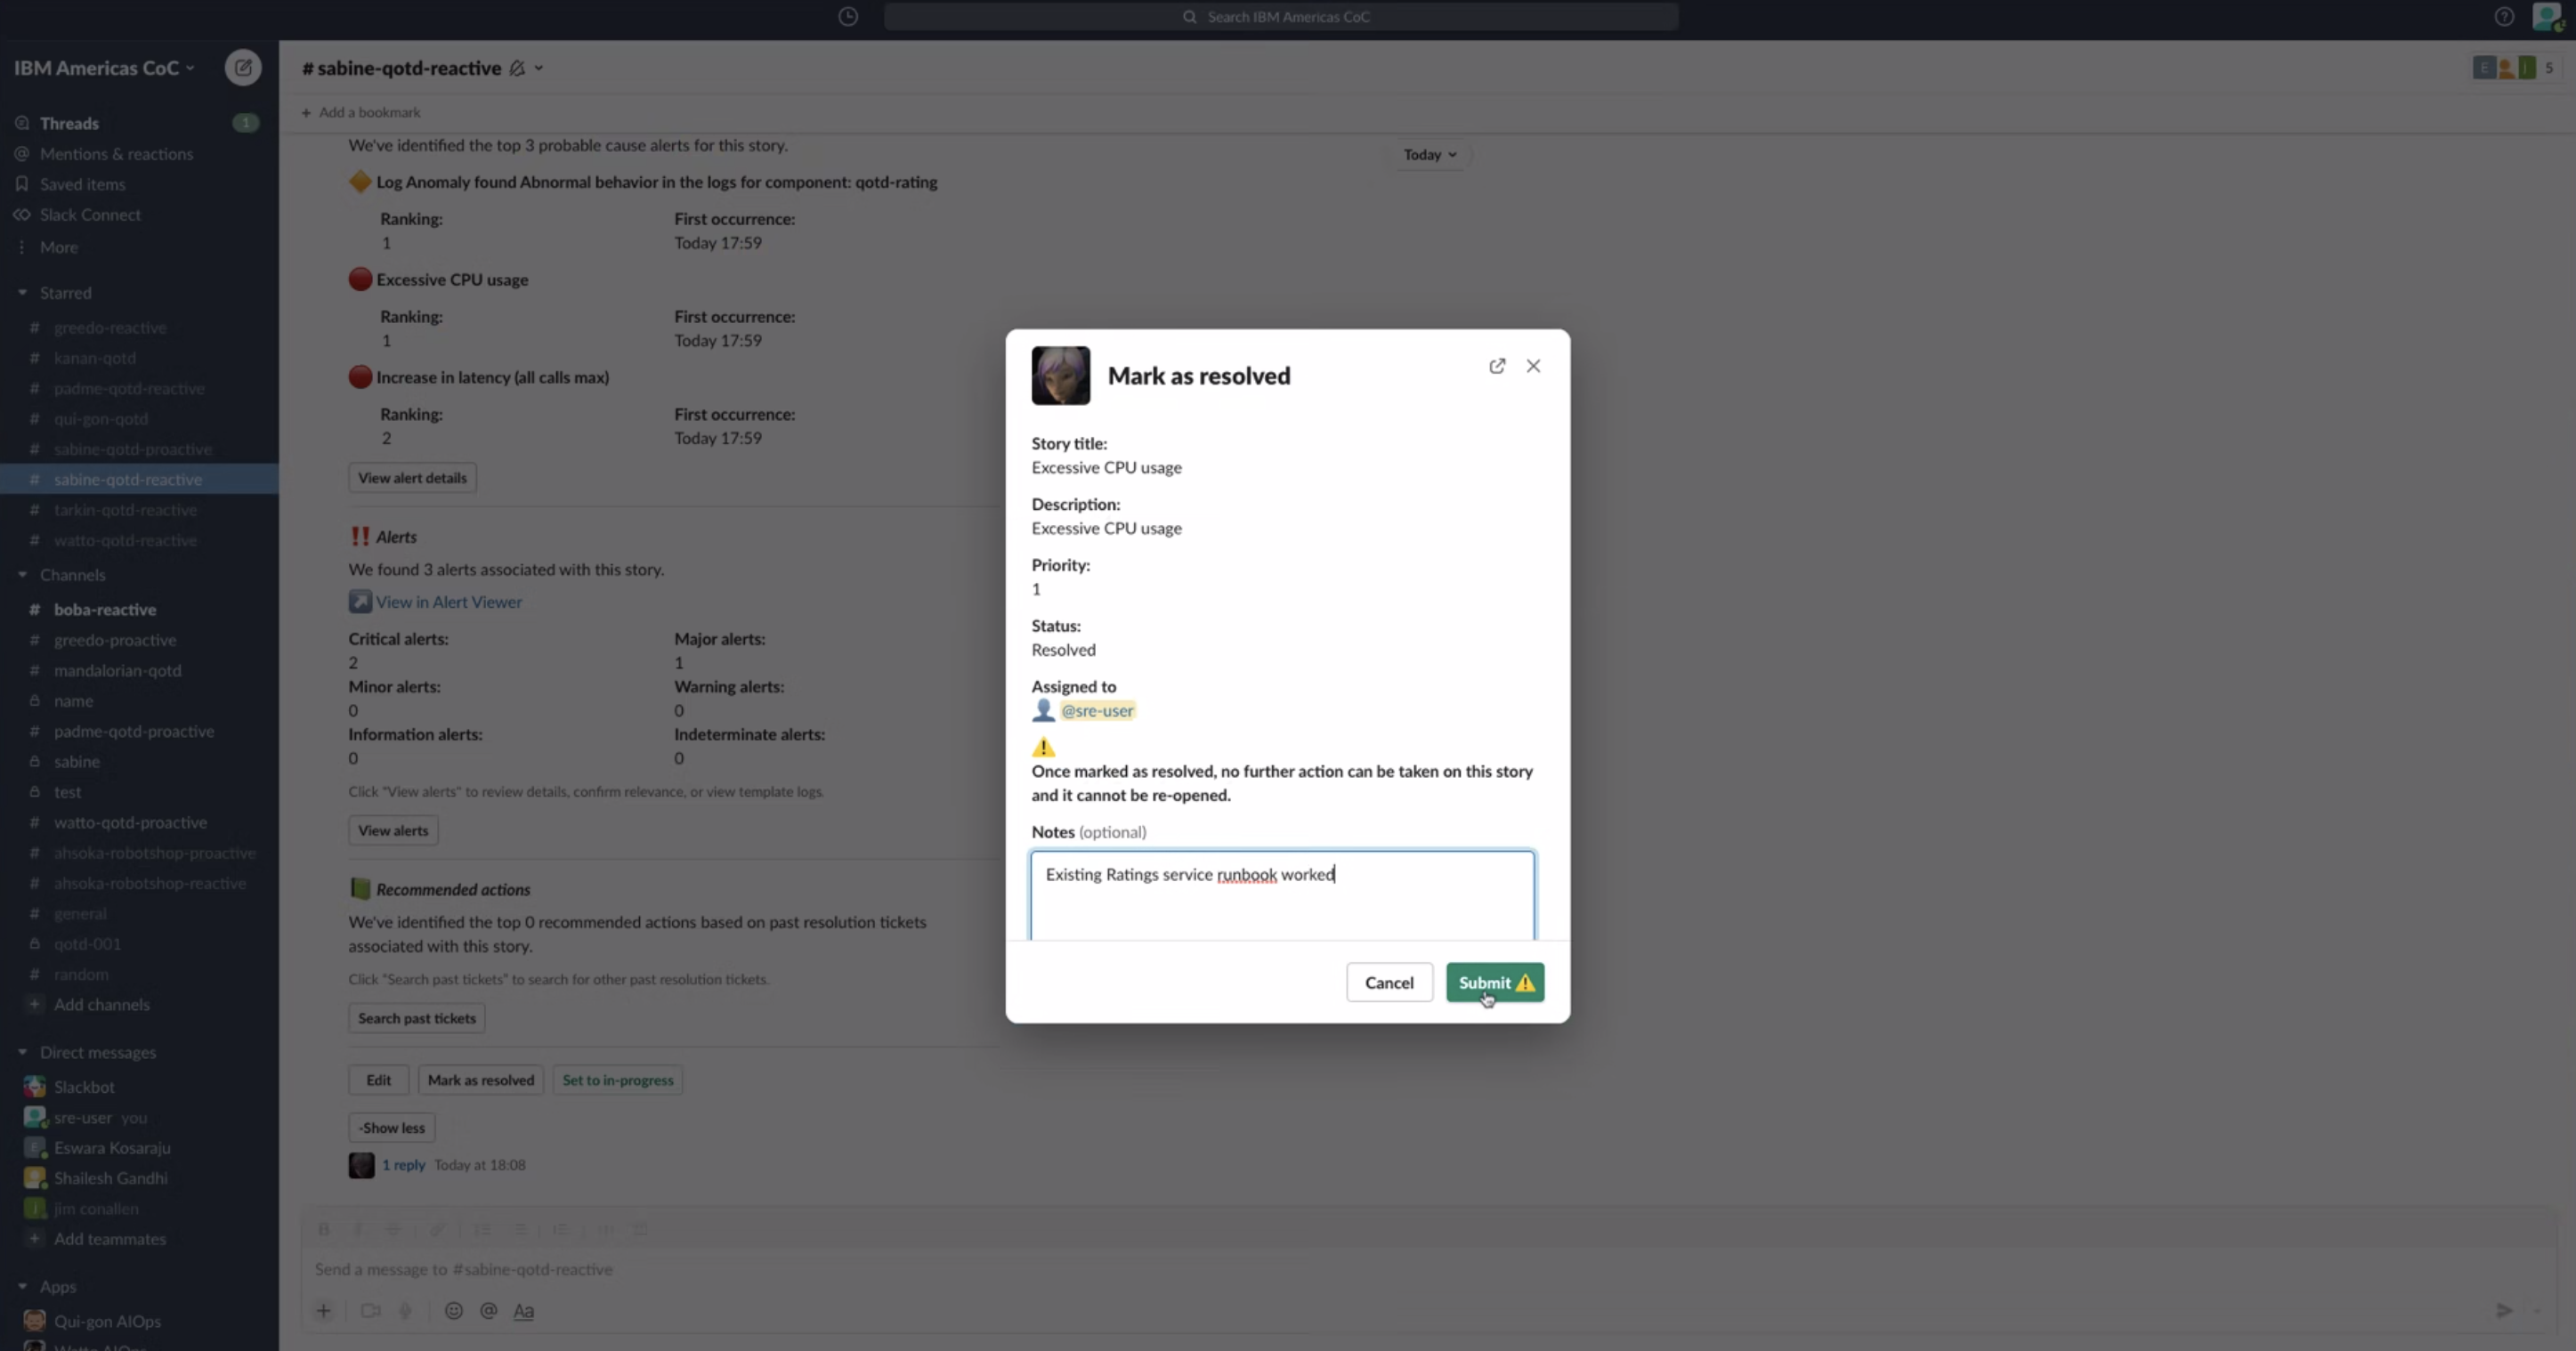 Search IBM Americas CoC
IBM Americas CoC
Threads
1
Mentions & reactions
Saved items
Slack Connect
More
Starred
# greedo-reactive
# kanan-qotd
# padme-qotd-reactive
# qui-gon-qotd
# sabine-qotd-proactive
# sabine-qotd-reactive
# tarkin-qotd-reactive
# watto-qotd-reactive
Channels
# boba-reactive
# greedo-proactive
# mandalorian-qotd
name
# padme-qotd-proactive
sabine
test
# watto-qotd-proactive
# ahsoka-robotshop-proactive
# ahsoka-robotshop-reactive
# general
qotd-001
# random
+ Add channels
Direct messages
Slackbot
sre-user you
E Eswara Kosaraju
Shailesh Gandhi
j jim conallen
+ Add teammates
Apps
Qui-gon AIOps
Watto AIOps
# sabine-qotd-reactive
E j 5
+ Add a bookmark
Today
We've identified the top 3 probable cause alerts for this story.
Log Anomaly found Abnormal behavior in the logs for component: qotd-rating
Ranking: First occurrence:
1 Today 17:59
Excessive CPU usage
Ranking: First occurrence:
1 Today 17:59
Increase in latency (all calls max)
Ranking: First occurrence:
2 Today 17:59
View alert details
!! Alerts
We found 3 alerts associated with this story.
View in Alert Viewer
Critical alerts: Major alerts:
2 1
Minor alerts: Warning alerts:
0 0
Information alerts: Indeterminate alerts:
0 0
Click "View alerts" to review details, confirm relevance, or view template logs.
View alerts
Recommended actions
We've identified the top 0 recommended actions based on past resolution tickets
associated with this story.
Click "Search past tickets" to search for other past resolution tickets.
Search past tickets
Edit Mark as resolved Set to in-progress
-Show less
1 reply Today at 18:08
B I S
Send a message to #sabine-qotd-reactive
+ @ Aa
Mark as resolved
Story title:
Excessive CPU usage
Description:
Excessive CPU usage
Priority:
1
Status:
Resolved
Assigned to
@sre-user
Once marked as resolved, no further action can be taken on this story
and it cannot be re-opened.
Notes (optional)
Existing Ratings service runbook worked
Cancel Submit